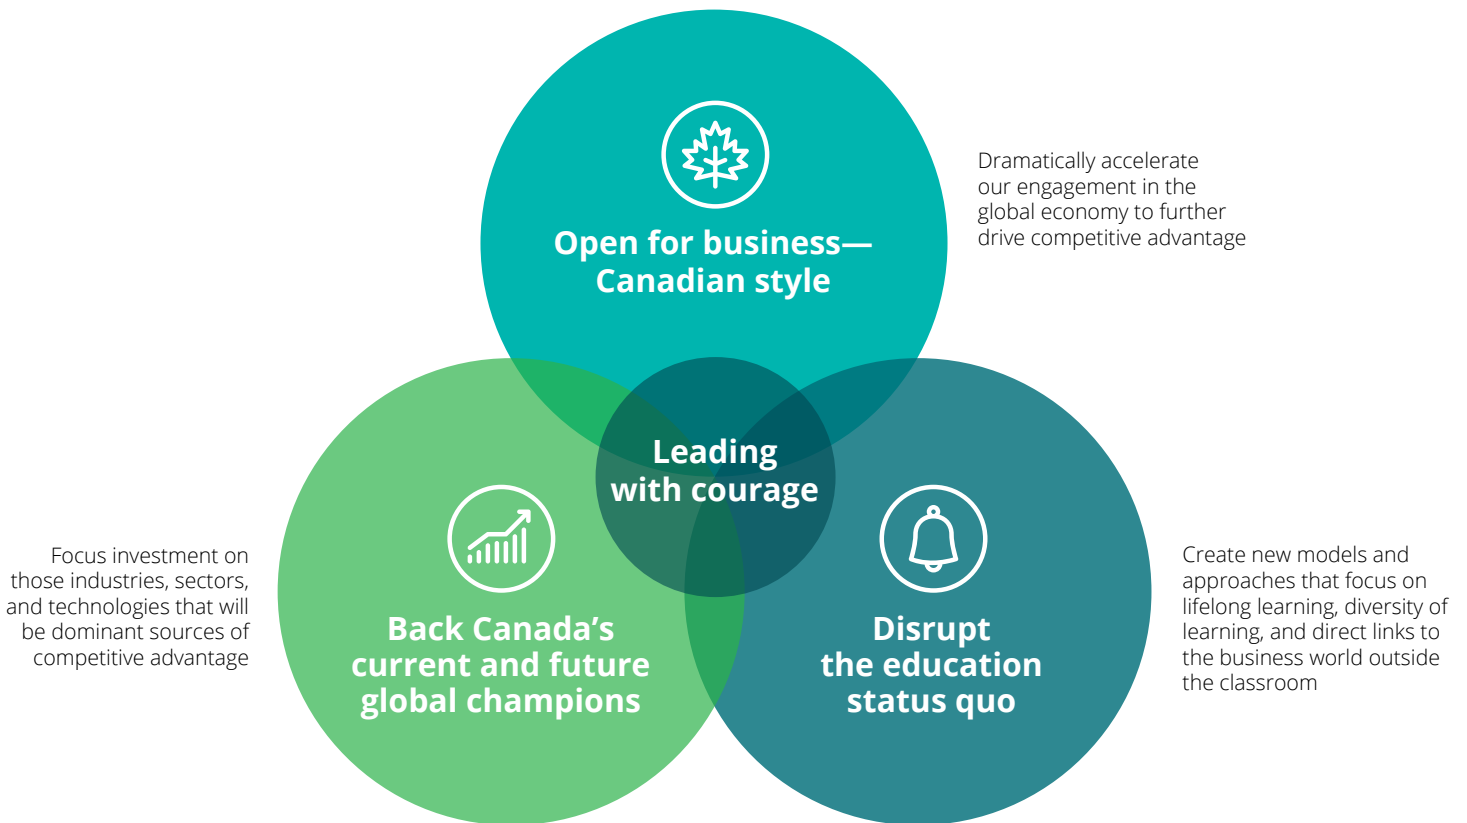 Open for business—
Canadian style
Dramatically accelerate
our engagement in the
global economy to further
drive competitive advantage
Leading
with courage
Focus investment on
those industries, sectors,
and technologies that will
be dominant sources of
competitive advantage
Back Canada’s
current and future
global champions
Disrupt
the education
status quo
Create new models and
approaches that focus on
lifelong learning, diversity of
learning, and direct links to
the business world outside
the classroom